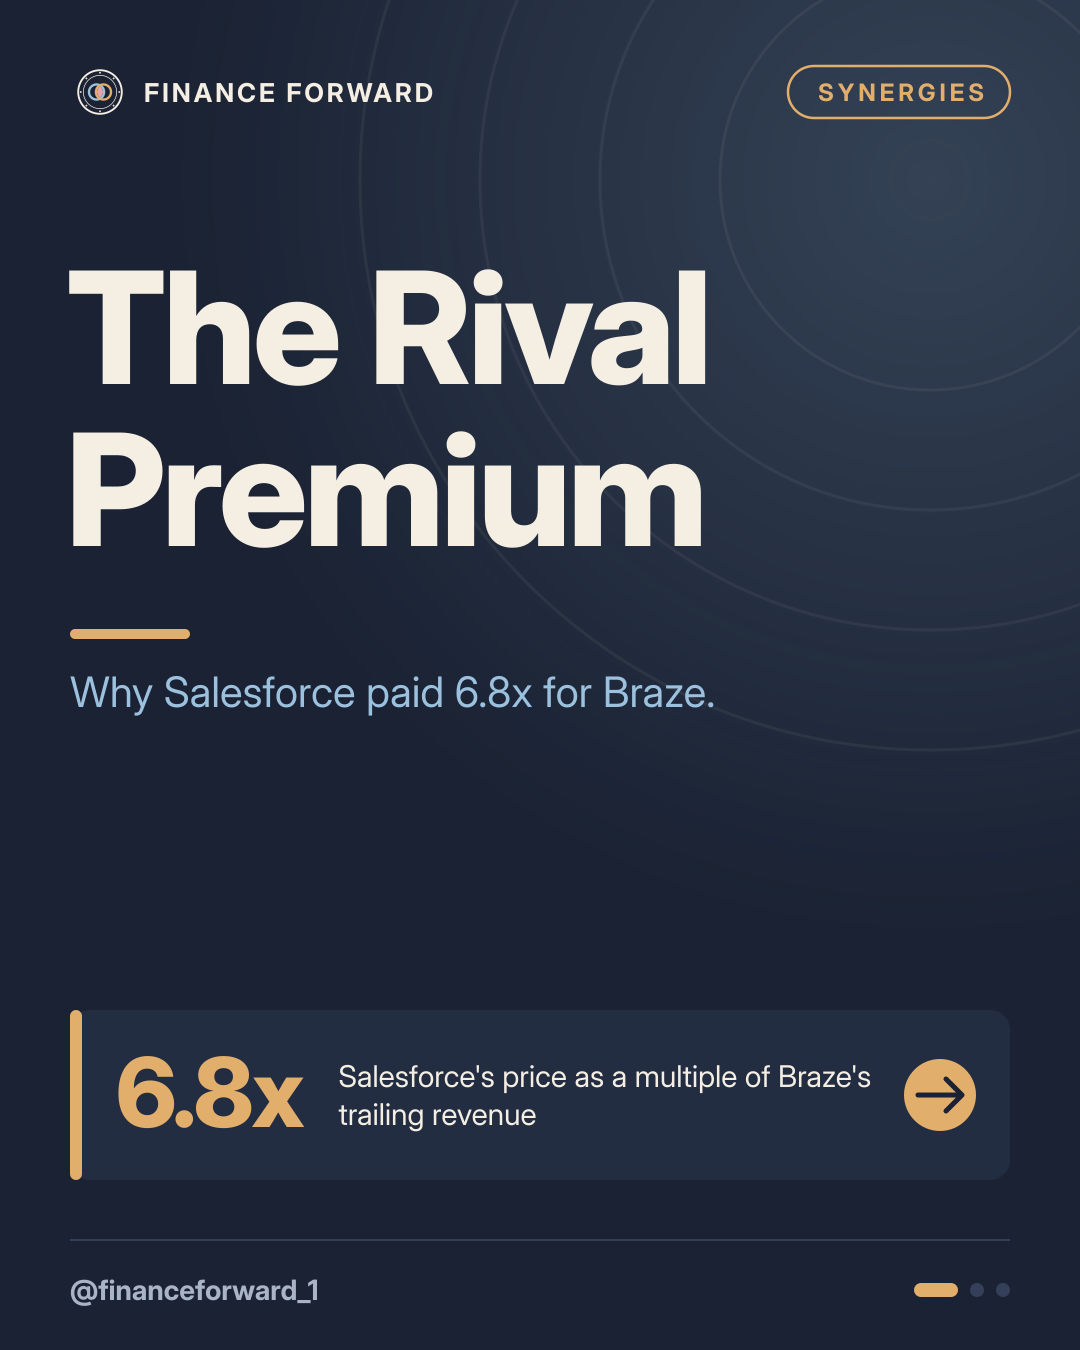 FINANCE FORWARD
SYNERGIES
The Rival
Premium
Why Salesforce paid 6.8x for Braze.
6.8x
Salesforce's price as a multiple of Braze's
trailing revenue
@financeforward_1